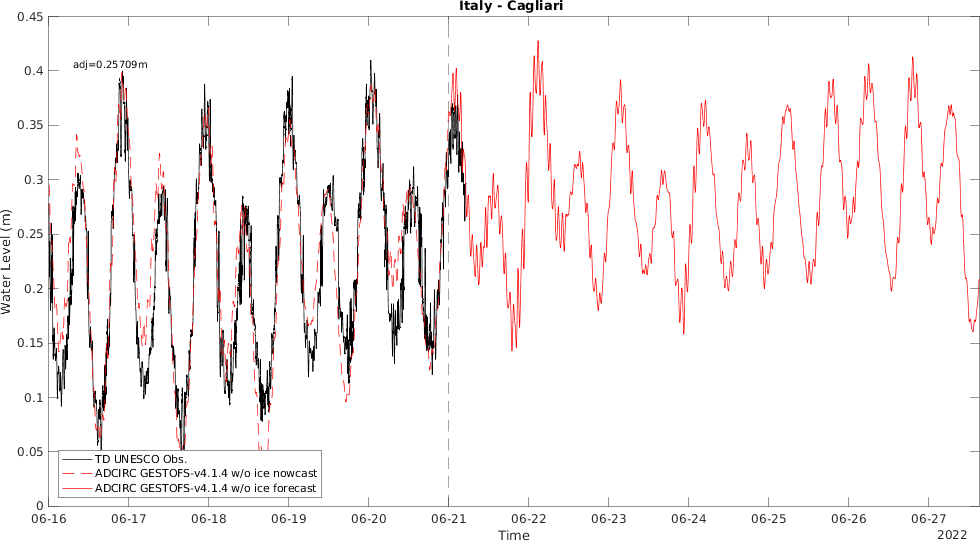 Italy - Cagliari
0.45
0.4
0.35
0.3
0.25
0.2
0.15
0.1
0.05
0
Water Level (m)
adj=0.25709m
TD UNESCO Obs.
ADCIRC GESTOFS-v4.1.4 w/o ice nowcast
ADCIRC GESTOFS-v4.1.4 w/o ice forecast
06-16 06-17 06-18 06-19 06-20 06-21 06-22 06-23 06-24 06-25 06-26 06-27
Time
2022